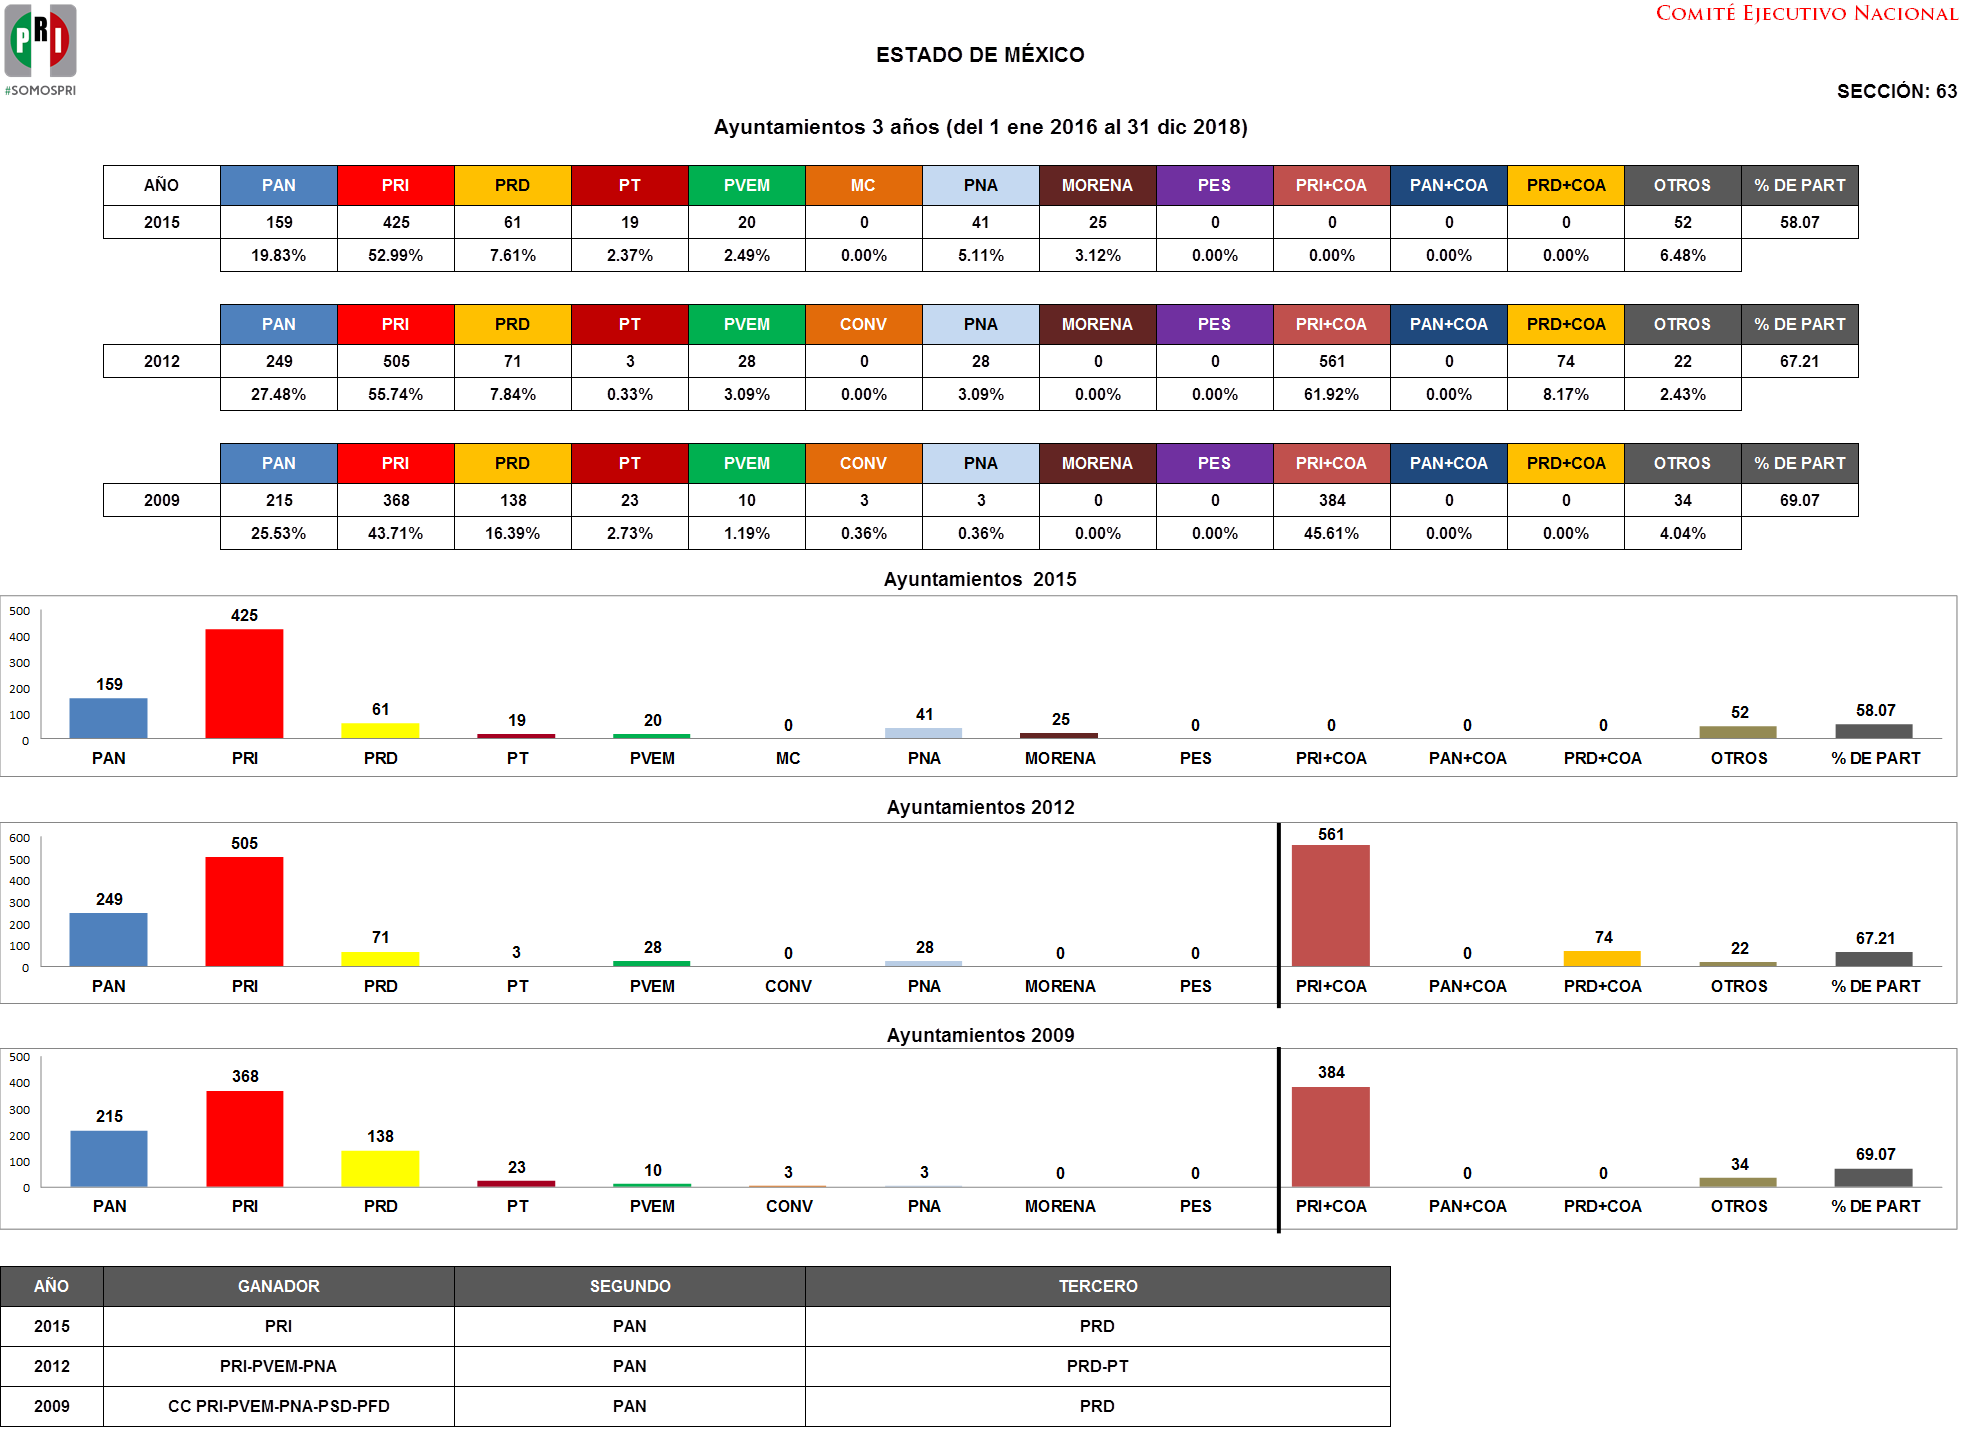 COMITÉ EJECUTIVO NACIONAL
PRI
#SOMOSPRI
ESTADO DE MÉXICO
SECCIÓN: 63
Ayuntamientos 3 años (del 1 ene 2016 al 31 dic 2018)
AÑO PAN PRI PRD PT PVEM MC PNA MORENA PES PRI+COA PAN+COA PRD+COA OTROS % DE PART
2015 159 425 61 19 20 0 41 25 0 0 0 0 52 58.07
19.83% 52.99% 7.61% 2.37% 2.49% 0.00% 5.11% 3.12% 0.00% 0.00% 0.00% 0.00% 6.48%
PAN PRI PRD PT PVEM CONV PNA MORENA PES PRI+COA PAN+COA PRD+COA OTROS % DE PART
2012 249 505 71 3 28 0 28 0 0 561 0 74 22 67.21
27.48% 55.74% 7.84% 0.33% 3.09% 0.00% 3.09% 0.00% 0.00% 61.92% 0.00% 8.17% 2.43%
PAN PRI PRD PT PVEM CONV PNA MORENA PES PRI+COA PAN+COA PRD+COA OTROS % DE PART
2009 215 368 138 23 10 3 3 0 0 384 0 0 34 69.07
25.53% 43.71% 16.39% 2.73% 1.19% 0.36% 0.36% 0.00% 0.00% 45.61% 0.00% 0.00% 4.04%
Ayuntamientos 2015
500
400
300
200
100
0
159 425 61 19 20 0 41 25 0 0 0 0 52 58.07
PAN PRI PRD PT PVEM MC PNA MORENA PES PRI+COA PAN+COA PRD+COA OTROS % DE PART
Ayuntamientos 2012
600
500
400
300
200
100
0
249 505 71 3 28 0 28 0 0 561 0 74 22 67.21
PAN PRI PRD PT PVEM CONV PNA MORENA PES PRI+COA PAN+COA PRD+COA OTROS % DE PART
Ayuntamientos 2009
500
400
300
200
100
0
215 368 138 23 10 3 3 0 0 384 0 0 34 69.07
PAN PRI PRD PT PVEM CONV PNA MORENA PES PRI+COA PAN+COA PRD+COA OTROS % DE PART
AÑO GANADOR SEGUNDO TERCERO
2015 PRI PAN PRD
2012 PRI-PVEM-PNA PAN PRD-PT
2009 CC PRI-PVEM-PNA-PSD-PFD PAN PRD